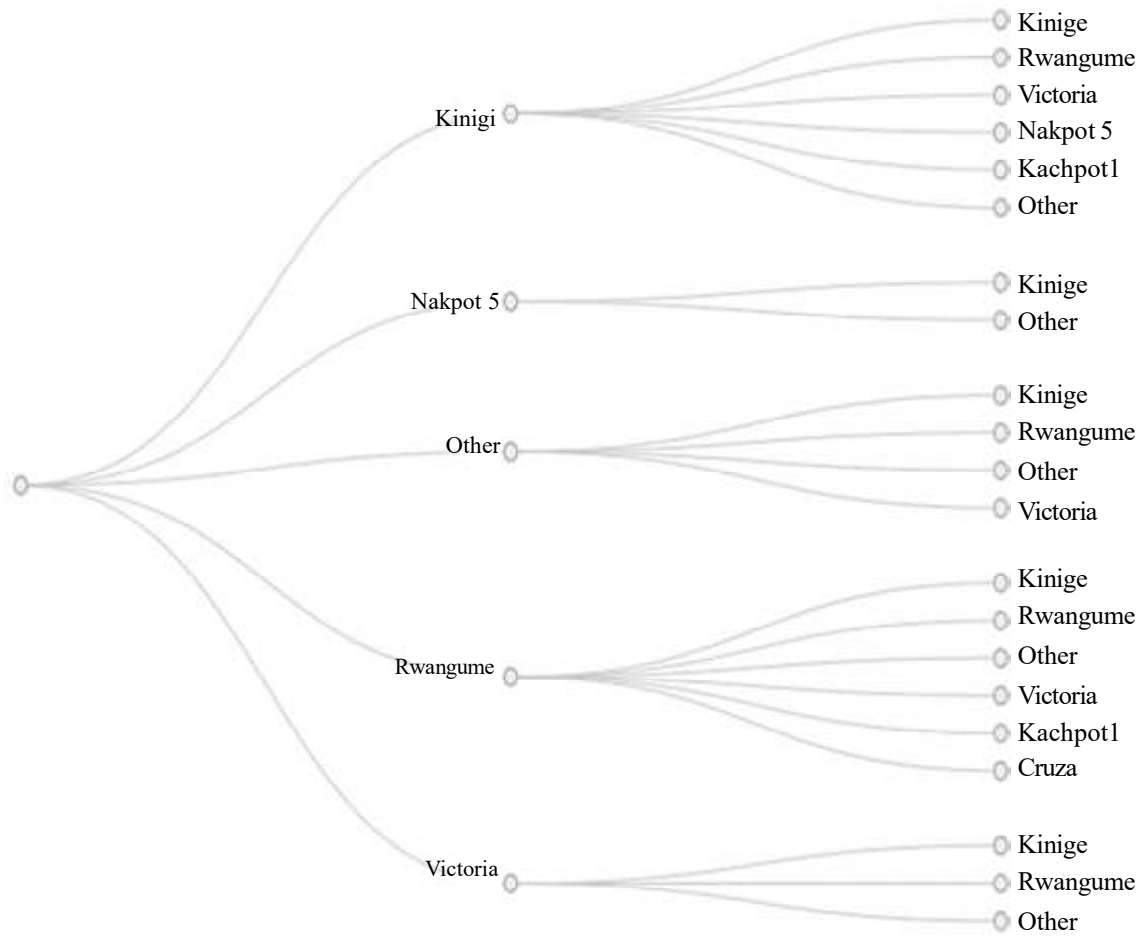 Kinigi
Kinige
Rwangume
Victoria
Nakpot 5
Kachpot1
Other
Nakpot 5
Kinige
Other
Other
Kinige
Rwangume
Other
Victoria
Rwangume
Kinige
Rwangume
Other
Victoria
Kachpot1
Cruza
Victoria
Kinige
Rwangume
Other